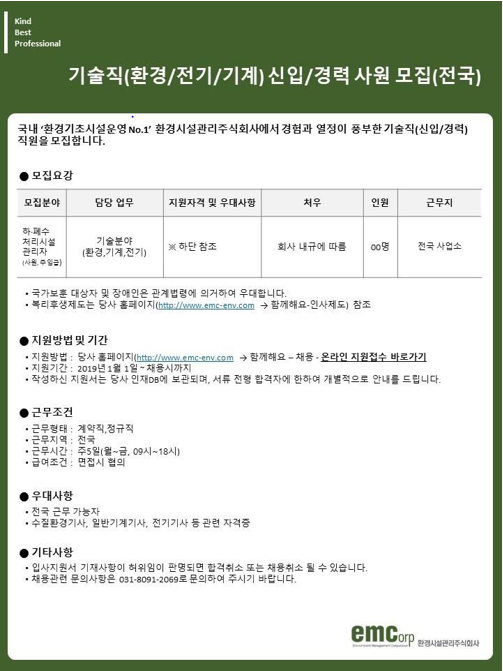 Kind
Best
Professional
기술직(환경/전기/기계) 신입/경력 사원 모집(전국)
국내 ‘환경기초시설운영 No.1’ 환경시설관리주식회사에서 경험과 열정이 풍부한 기술직(신입/경력)
직원을 모집합니다.
● 모집요강
모집분야 담당 업무 지원자격 및 우대사항 처우 인원 근무지
하·폐수
처리시설
관리자
(사원, 주임급)
기술분야
(환경,기계,전기)
※ 하단 참조
회사 내규에 따름
00명
전국 사업소
• 국가보훈 대상자 및 장애인은 관계법령에 의거하여 우대합니다.
• 복리후생제도는 당사 홈페이지(http://www.emc-env.com → 함께해요-인사제도) 참조
● 지원방법 및 기간
• 지원방법 : 당사 홈페이지(http://www.emc-env.com → 함께해요 – 채용 - 온라인 지원접수 바로가기
• 지원기간 : 2019년 1월 1일 ~ 채용시까지
• 작성하신 지원서는 당사 인재DB에 보관되며, 서류 전형 합격자에 한하여 개별적으로 안내를 드립니다.
● 근무조건
• 근무형태 : 계약직,정규직
• 근무지역 : 전국
• 근무시간 : 주5일(월~금, 09시~18시)
• 급여조건 : 면접시 협의
● 우대사항
• 전국 근무 가능자
• 수질환경기사, 일반기계기사, 전기기사 등 관련 자격증
● 기타사항
• 입사지원서 기재사항이 허위임이 판명되면 합격취소 또는 채용취소 될 수 있습니다.
• 채용관련 문의사항은 031-8091-2069로 문의하여 주시기 바랍니다.
emCorp 환경시설관리주식회사
Environment Management Corporation